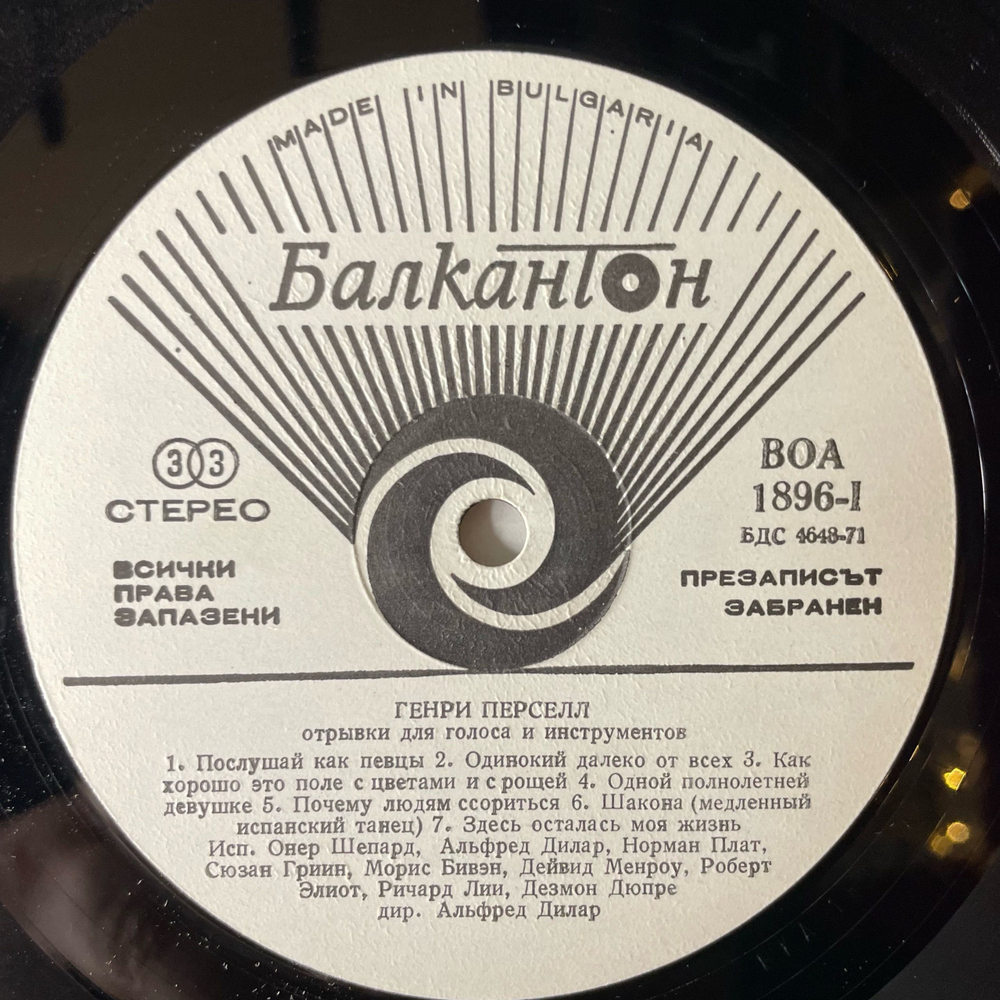 MADE IN BULGARIA
Балкантон
33
СТЕРЕО
ВСИЧКИ
ПРАВА
ЗАПАЗЕНИ
ВОА
1896-I
БДС 4648-71
ПРЕЗАПИСЪТ
ЗАБРАНЕН
ГЕНРИ ПЕРСЕЛЛ
отрывки для голоса и инструментов
1. Послушай как певцы 2. Одинокий далеко от всех 3. Как
хорошо это поле с цветами и с рощей 4. Одной полнолетней
девушке 5. Почему людям ссориться 6. Шакона (медленный
испанский танец) 7. Здесь осталась моя жизнь
Исп. Онер Шепард, Альфред Дилар, Норман Плат,
Сюзан Гриин, Морис Бивэн, Дейвид Менроу, Роберт
Элиот, Ричард Лии, Дезмон Дюпре
дир. Альфред Дилар